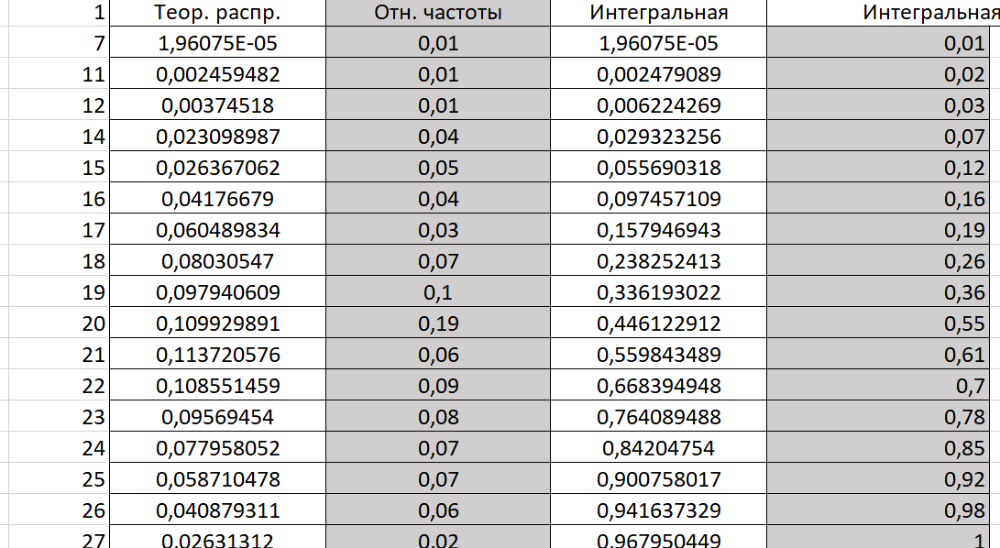 1 Теор. распр. Отн. частоты Интегральная Интегральная
7 1,96075E-05 0,01 1,96075E-05 0,01
11 0,002459482 0,01 0,002479089 0,02
12 0,00374518 0,01 0,006224269 0,03
14 0,023098987 0,04 0,029323256 0,07
15 0,026367062 0,05 0,055690318 0,12
16 0,04176679 0,04 0,097457109 0,16
17 0,060489834 0,03 0,157946943 0,19
18 0,08030547 0,07 0,238252413 0,26
19 0,097940609 0,1 0,336193022 0,36
20 0,109929891 0,19 0,446122912 0,55
21 0,113720576 0,06 0,559843489 0,61
22 0,108551459 0,09 0,668394948 0,7
23 0,09569454 0,08 0,764089488 0,78
24 0,077958052 0,07 0,84204754 0,85
25 0,058710478 0,07 0,900758017 0,92
26 0,040879311 0,06 0,941637329 0,98
27 0,02631312 0,02 0,967950449 1